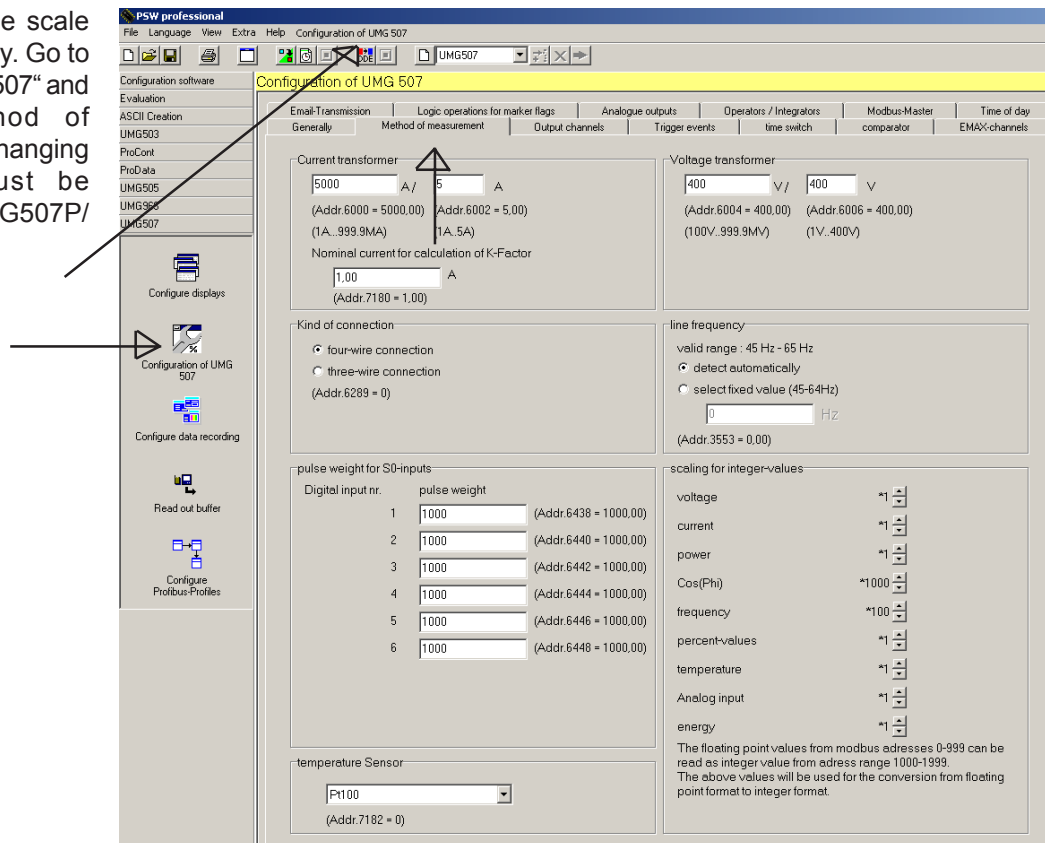 e scale
y. Go to
507“ and
hod of
hanging
ust be
G507P/
PSW professional
File Language View Extra Help Configuration of UMG 507
UMG507
Configuration software
Evaluation
ASCII Creation
UMG503
ProCont
ProData
UMG505
UMG96S
UMG507
Configure displays
Configuration of UMG
507
Configure data recording
Read out buffer
Configure
Profibus-Profiles
Configuration of UMG 507
Email-Transmission Logic operations for marker flags Analogue outputs Operators / Integrators Modbus-Master Time of day
Generally Method of measurement Output channels Trigger events time switch comparator EMAX-channels
Current transformer
5000 A / 5 A
(Addr.6000 = 5000,00) (Addr.6002 = 5,00)
(1A...999.9MA) (1A..5A)
Nominal current for calculation of K-Factor
1,00 A
(Addr.7180 = 1,00)
Voltage transformer
400 V / 400 V
(Addr.6004 = 400,00) (Addr.6006 = 400,00)
(100V..999.9MV) (1V..400V)
Kind of connection
four-wire connection
three-wire connection
(Addr.6289 = 0)
line frequency
valid range : 45 Hz - 65 Hz
detect automatically
select fixed value (45-64Hz)
0 Hz
(Addr.3553 = 0,00)
pulse weight for S0-inputs
Digital input nr. pulse weight
1 1000 (Addr.6438 = 1000,00)
2 1000 (Addr.6440 = 1000,00)
3 1000 (Addr.6442 = 1000,00)
4 1000 (Addr.6444 = 1000,00)
5 1000 (Addr.6446 = 1000,00)
6 1000 (Addr.6448 = 1000,00)
scaling for integer-values
voltage *1
current *1
power *1
Cos(Phi) *1000
frequency *100
percent-values *1
temperature *1
Analog input *1
energy *1
The floating point values from modbus adresses 0-999 can be
read as integer value from adress range 1000-1999.
The above values will be used for the conversion from floating
point format to integer format.
temperature Sensor
Pt100
(Addr.7182 = 0)